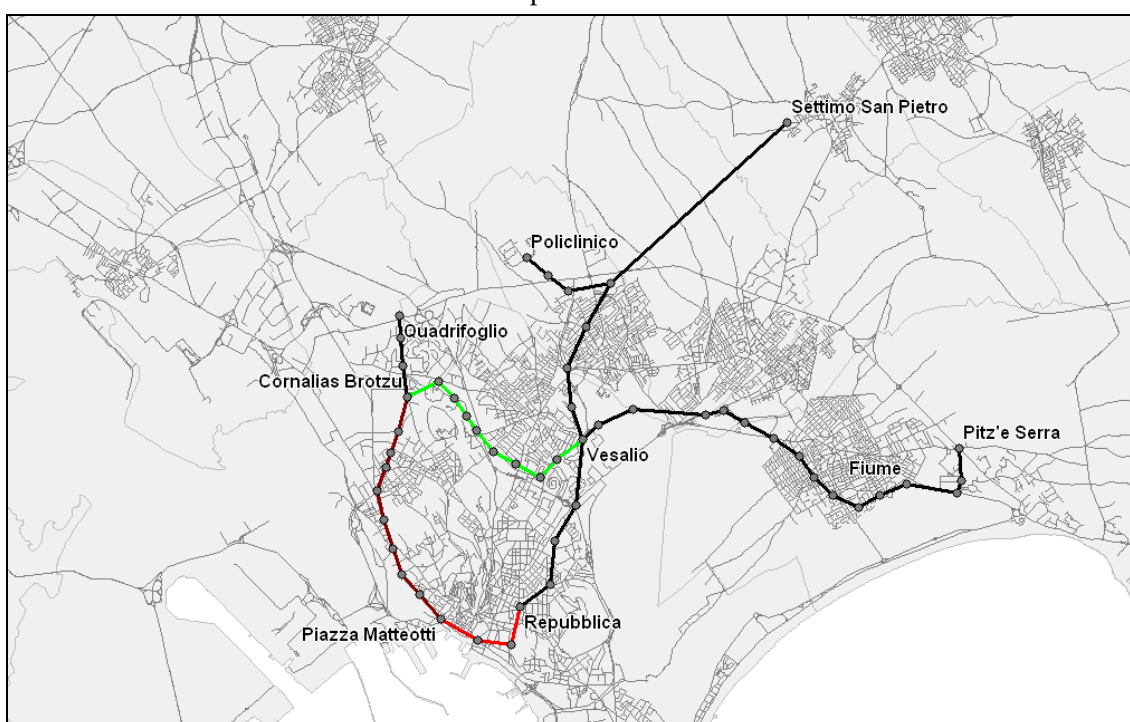 Settimo San Pietro
Policlinico
Quadrifoglio
Cornalias Brotzu
Pitz'e Serra
Vesalio
Fiume
Repubblica
Piazza Matteotti